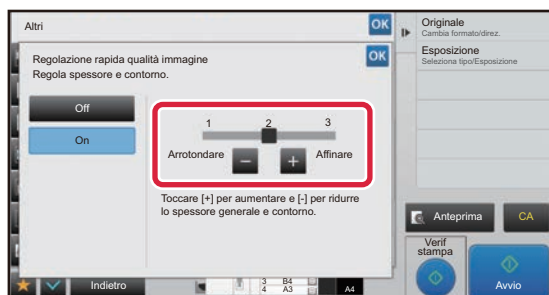 Altri
OK
Regolazione rapida qualità immagine
Regola spessore e contorno.
OK
Off
On
1 2 3
Arrotondare - + Affinare
Toccare [+] per aumentare e [-] per ridurre
lo spessore generale e contorno.
Indietro
3 B4
4 A3
A4
Originale
Cambia formato/direz.
Esposizione
Seleziona tipo/Esposizione
Anteprima
CA
Verif
stampa
Avvio